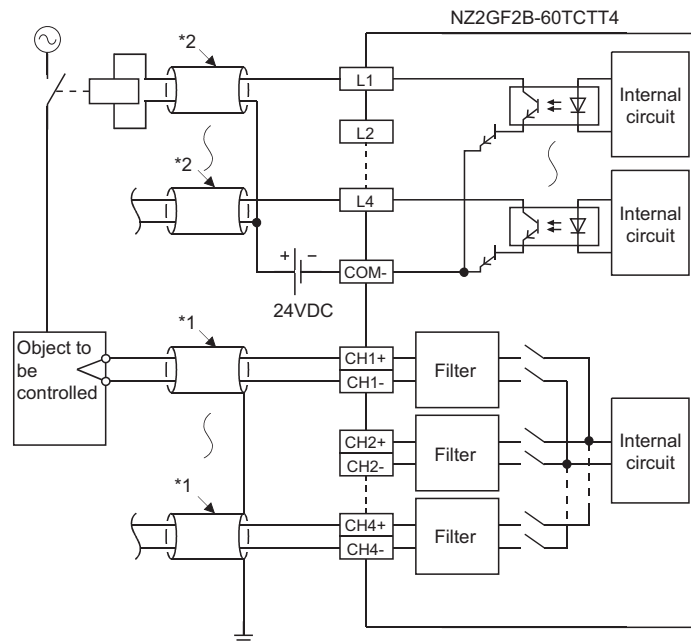 NZ2GF2B-60TCTT4
*2
L1
Internal
circuit
L2
*2
L4
Internal
circuit
+
−
COM-
24VDC
*1
Object to
be
controlled
CH1+
CH1-
Filter
CH2+
CH2-
Filter
Internal
circuit
*1
CH4+
CH4-
Filter